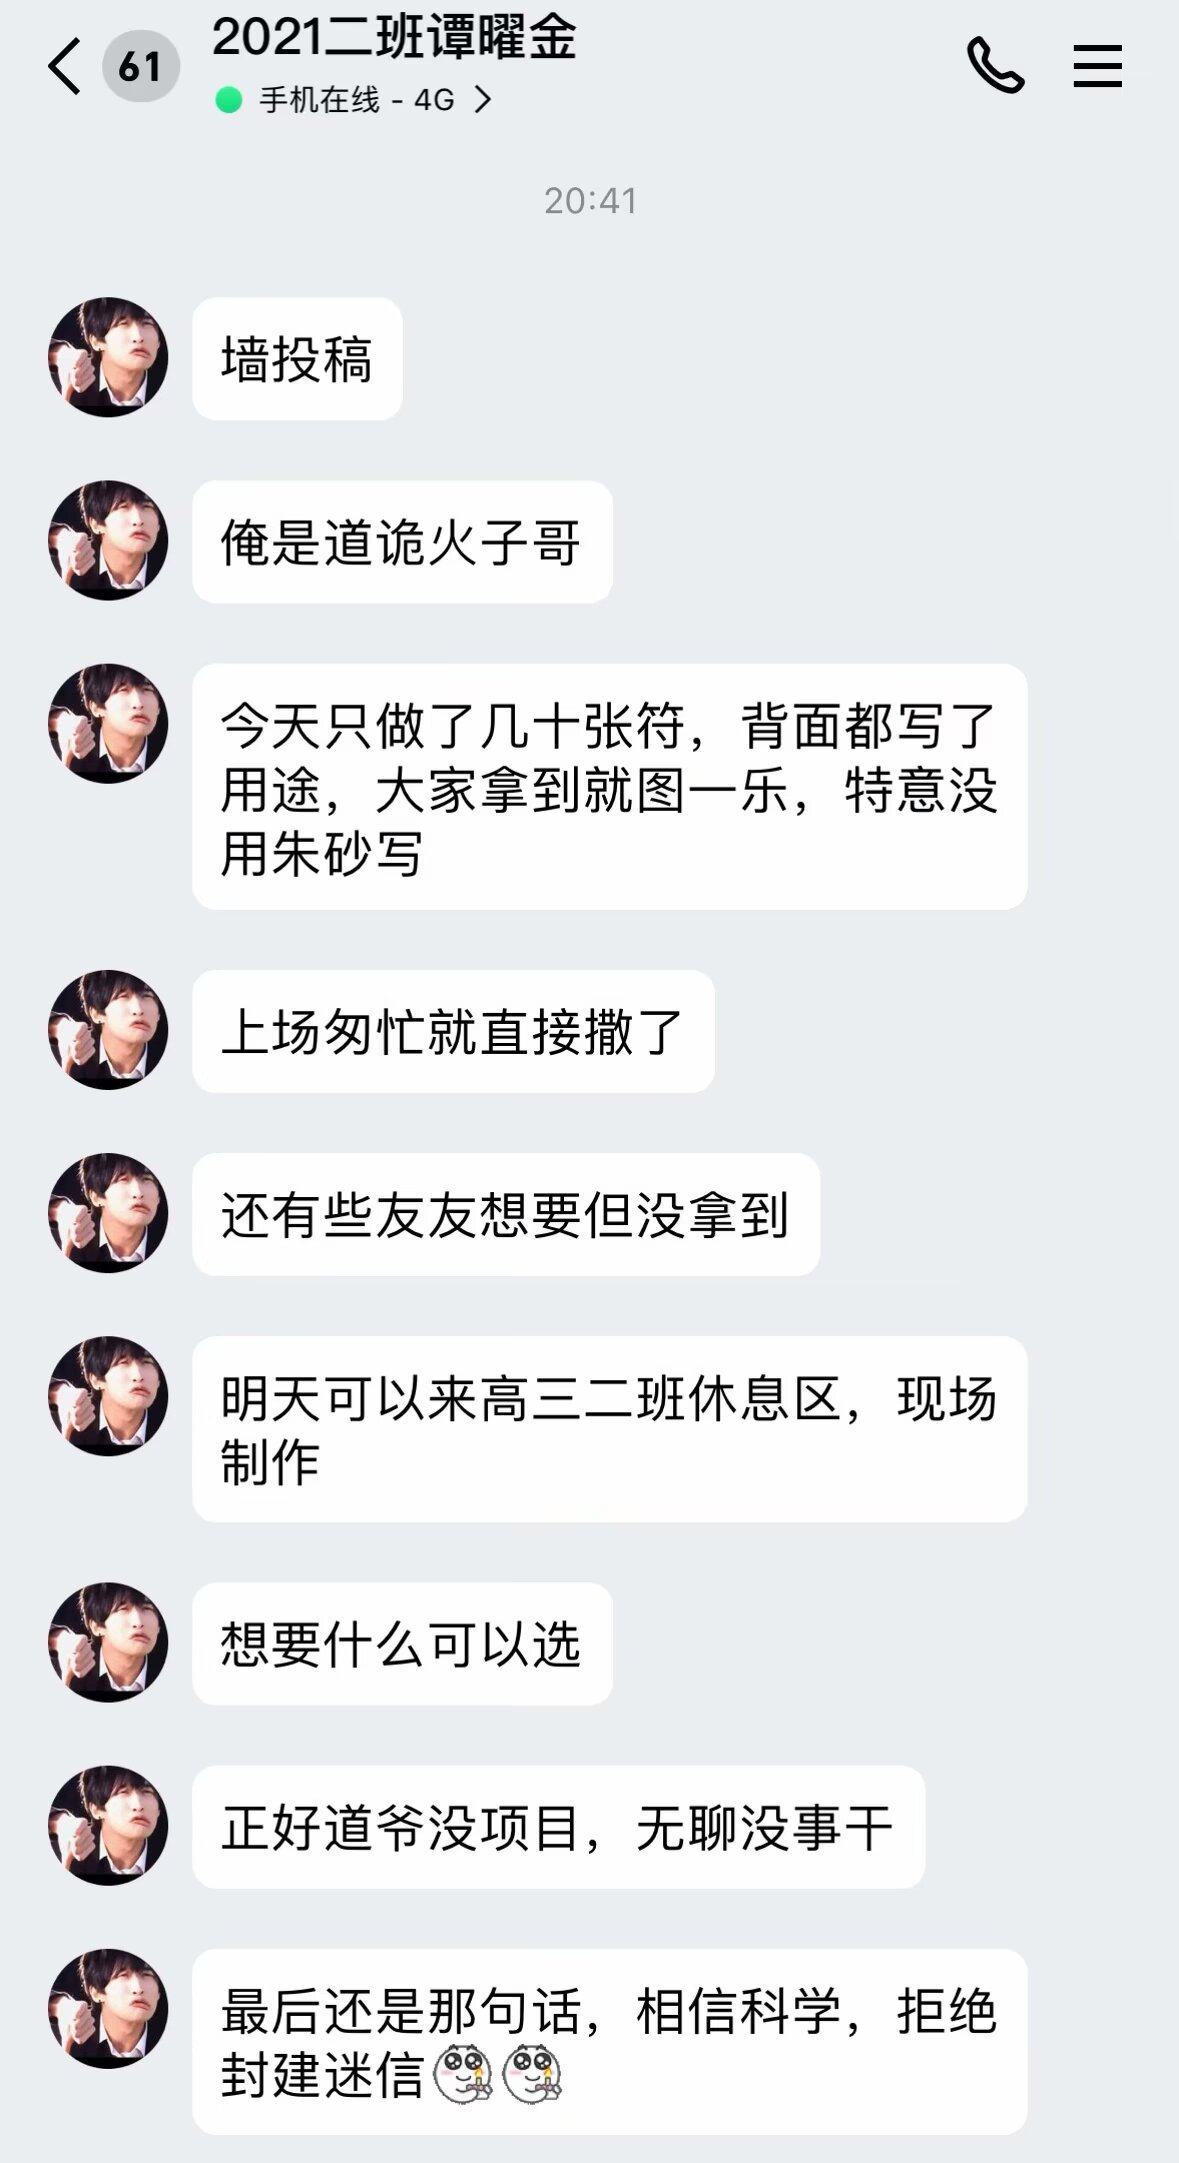 61
2021二班谭曜金
手机在线 - 4G
20:41
墙投稿
俺是道诡火子哥
今天只做了几十张符，背面都写了
用途，大家拿到就图一乐，特意没
用朱砂写
上场匆忙就直接撒了
还有些友友想要但没拿到
明天可以来高三二班休息区，现场
制作
想要什么可以选
正好道爷没项目，无聊没事干
最后还是那句话，相信科学，拒绝
封建迷信